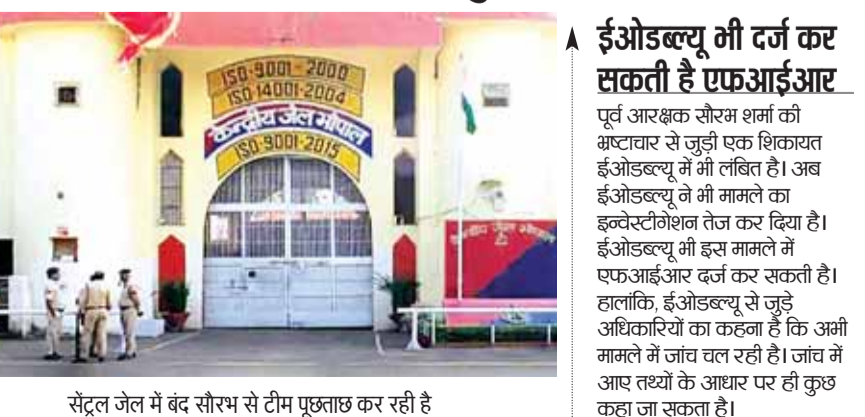 ISO-9001-2000
ISO-14001-2004
केन्द्रीय जेल भोपाल
ISO-9001-2015
सेंट्रल जेल में बंद सौरभ से टीम पूछताछ कर रही है
ईओडब्ल्यू भी दर्ज कर
सकती है एफआईआर
पूर्व आरक्षक सौरभ शर्मा की
भ्रष्टाचार से जुड़ी एक शिकायत
ईओडब्ल्यू में भी लंबित है। अब
ईओडब्ल्यू ने भी मामले का
इन्वेस्टीगेशन तेज कर दिया है।
ईओडब्ल्यू भी इस मामले में
एफआईआर दर्ज कर सकती है।
हालांकि, ईओडब्ल्यू से जुड़े
अधिकारियों का कहना है कि अभी
मामले में जांच चल रही है। जांच में
आए तथ्यों के आधार पर ही कुछ
कहा जा सकता है।